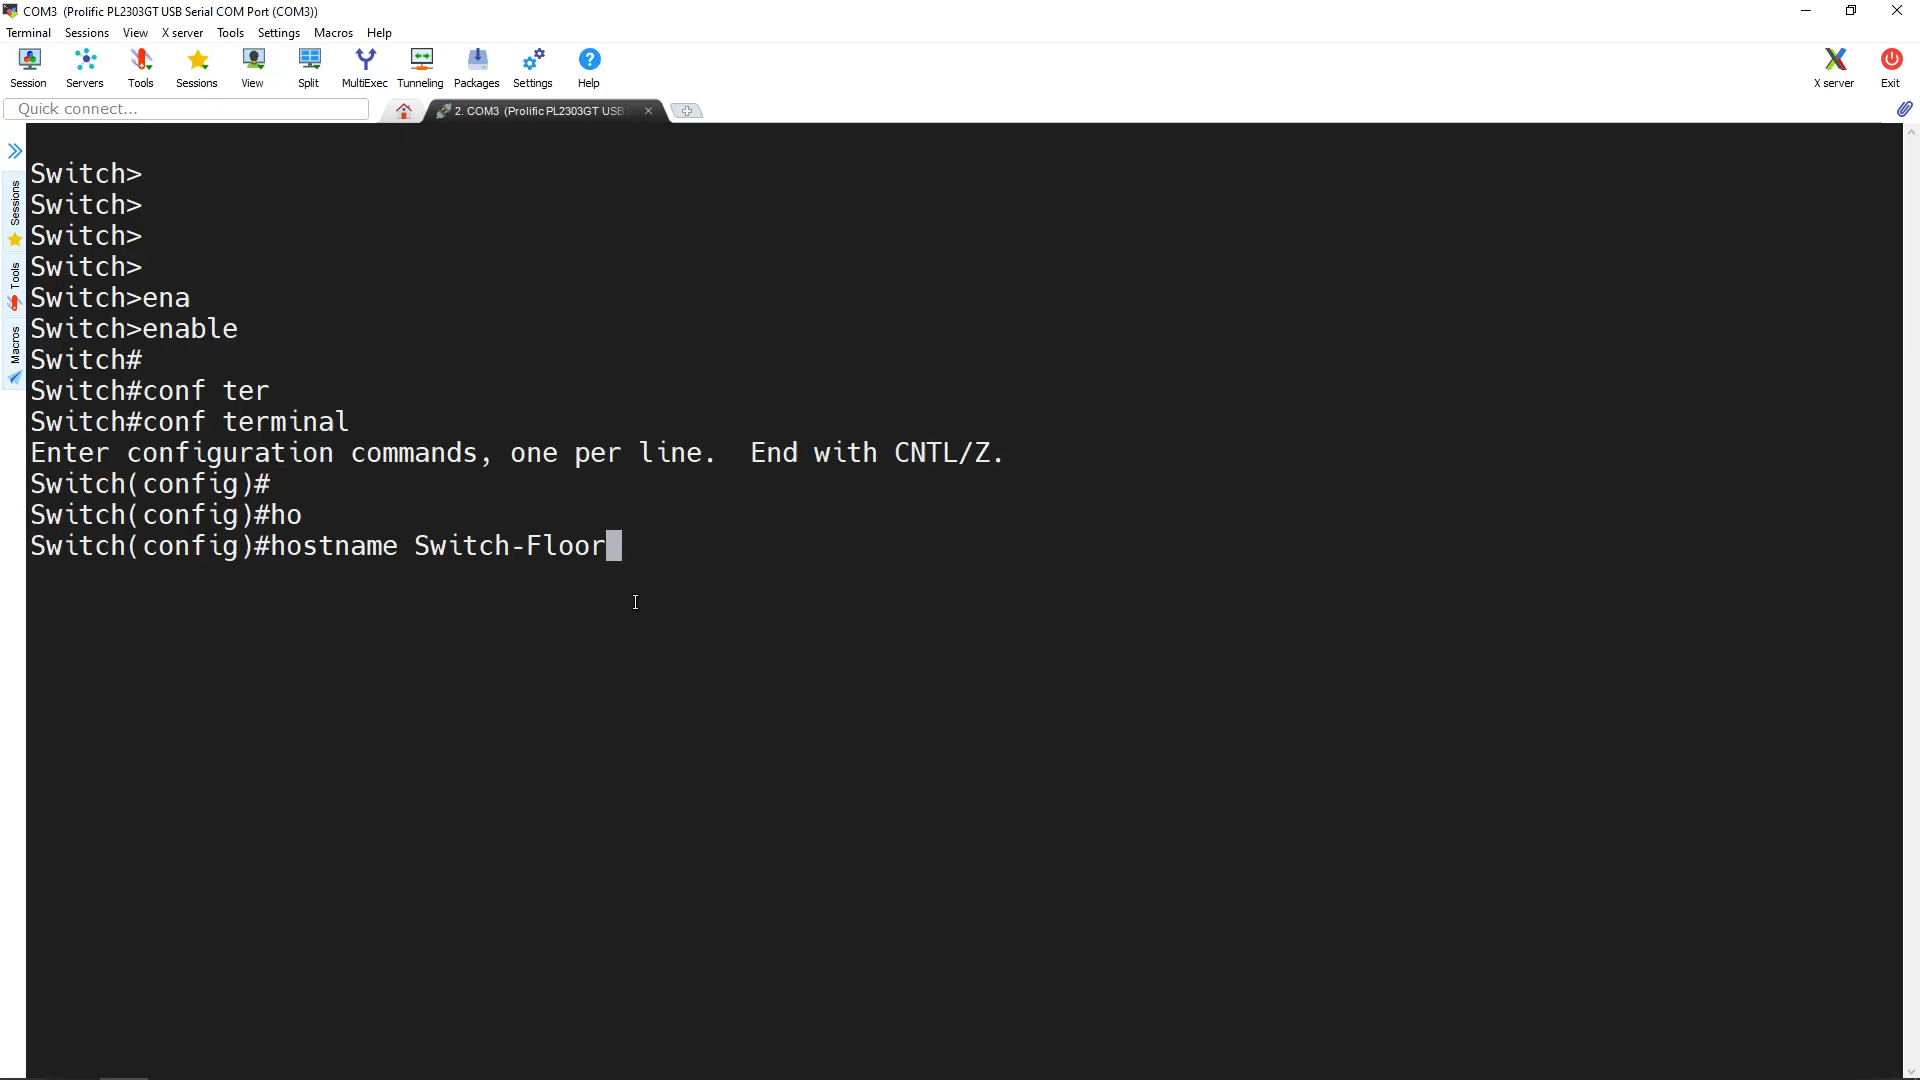 COM3 (Prolific PL2303GT USB Serial COM Port (COM3))
Terminal Sessions View X server Tools Settings Macros Help
Session Servers Tools Sessions View Split MultiExec Tunneling Packages Settings Help X server Exit
Quick connect...
2. COM3 (Prolific PL2303GT USB
Sessions
Tools
Macros
Switch>
Switch>
Switch>
Switch>
Switch>ena
Switch>enable
Switch#
Switch#conf ter
Switch#conf terminal
Enter configuration commands, one per line.  End with CNTL/Z.
Switch(config)#
Switch(config)#ho
Switch(config)#hostname Switch-Floor